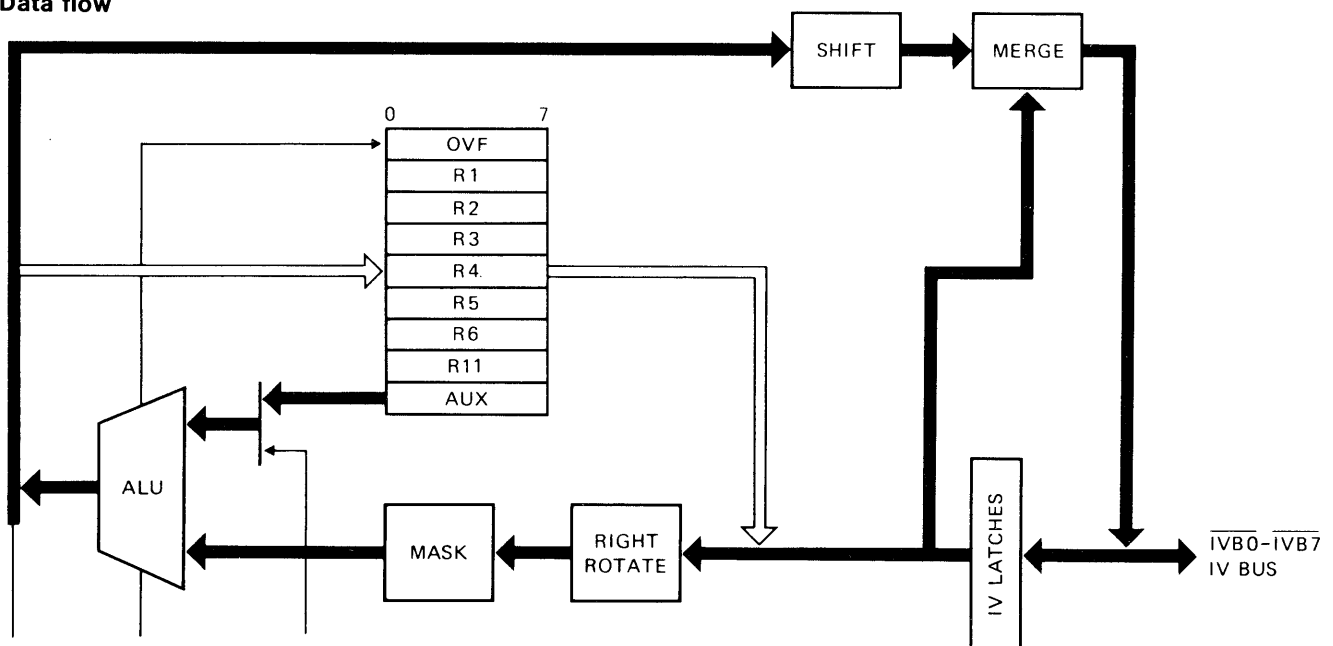 Data flow
SHIFT
MERGE
0 7
OVF
R1
R2
R3
R4.
R5
R6
R11
AUX
ALU
MASK
RIGHT
ROTATE
IV LATCHES
IVB0-IVB7
IV BUS